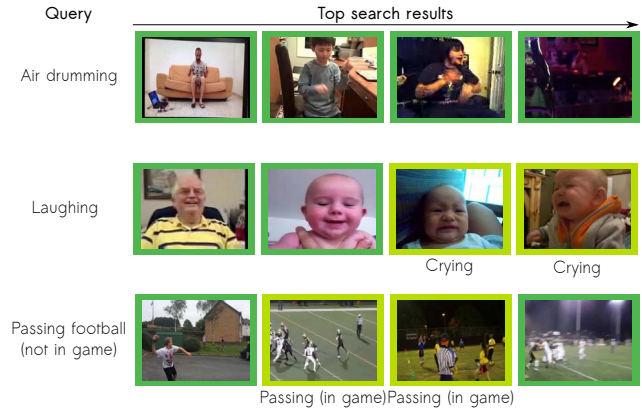 Query Top search results
Air drumming
Laughing
Crying Crying
Passing football
(not in game)
Passing (in game) Passing (in game)